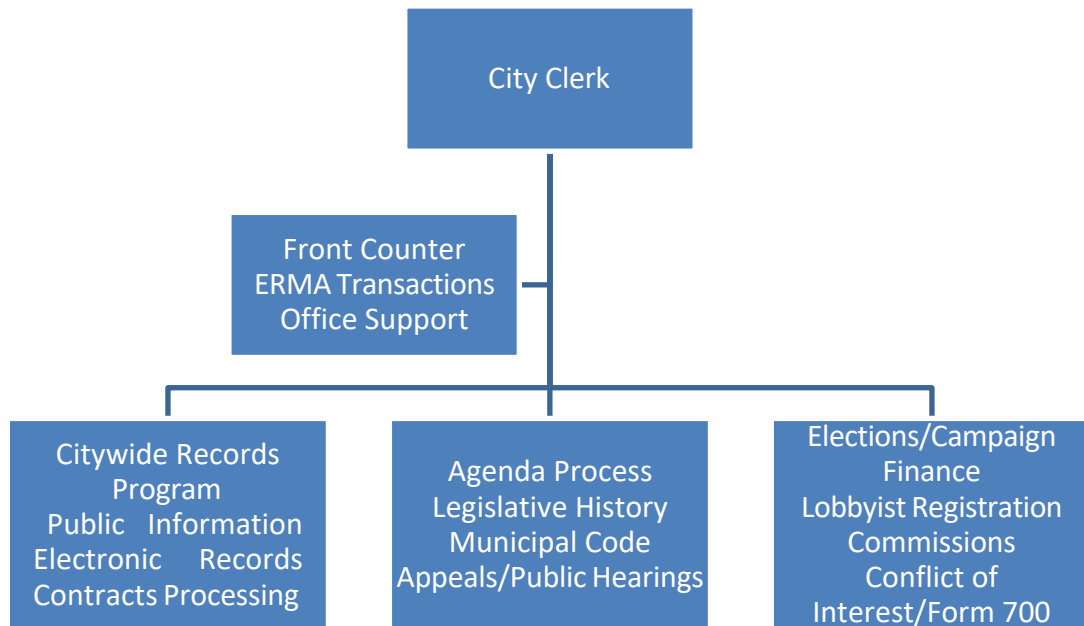 City Clerk
Front Counter
ERMA Transactions
Office Support
Citywide Records
Program
Public Information
Electronic Records
Contracts Processing
Agenda Process
Legislative History
Municipal Code
Appeals/Public Hearings
Elections/Campaign
Finance
Lobbyist Registration
Commissions
Conflict of
Interest/Form 700